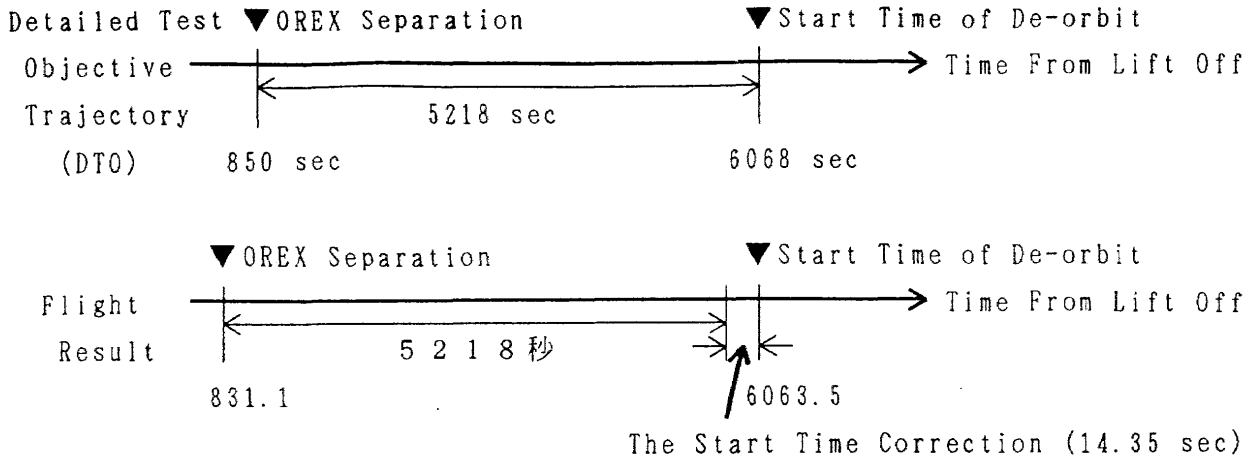 Detailed Test ▼OREX Separation ▼Start Time of De-orbit
Objective Time From Lift Off
Trajectory 5218 sec
(DTO) 850 sec 6068 sec
▼OREX Separation ▼Start Time of De-orbit
Flight Time From Lift Off
Result 5218秒
831.1 6063.5
The Start Time Correction (14.35 sec)